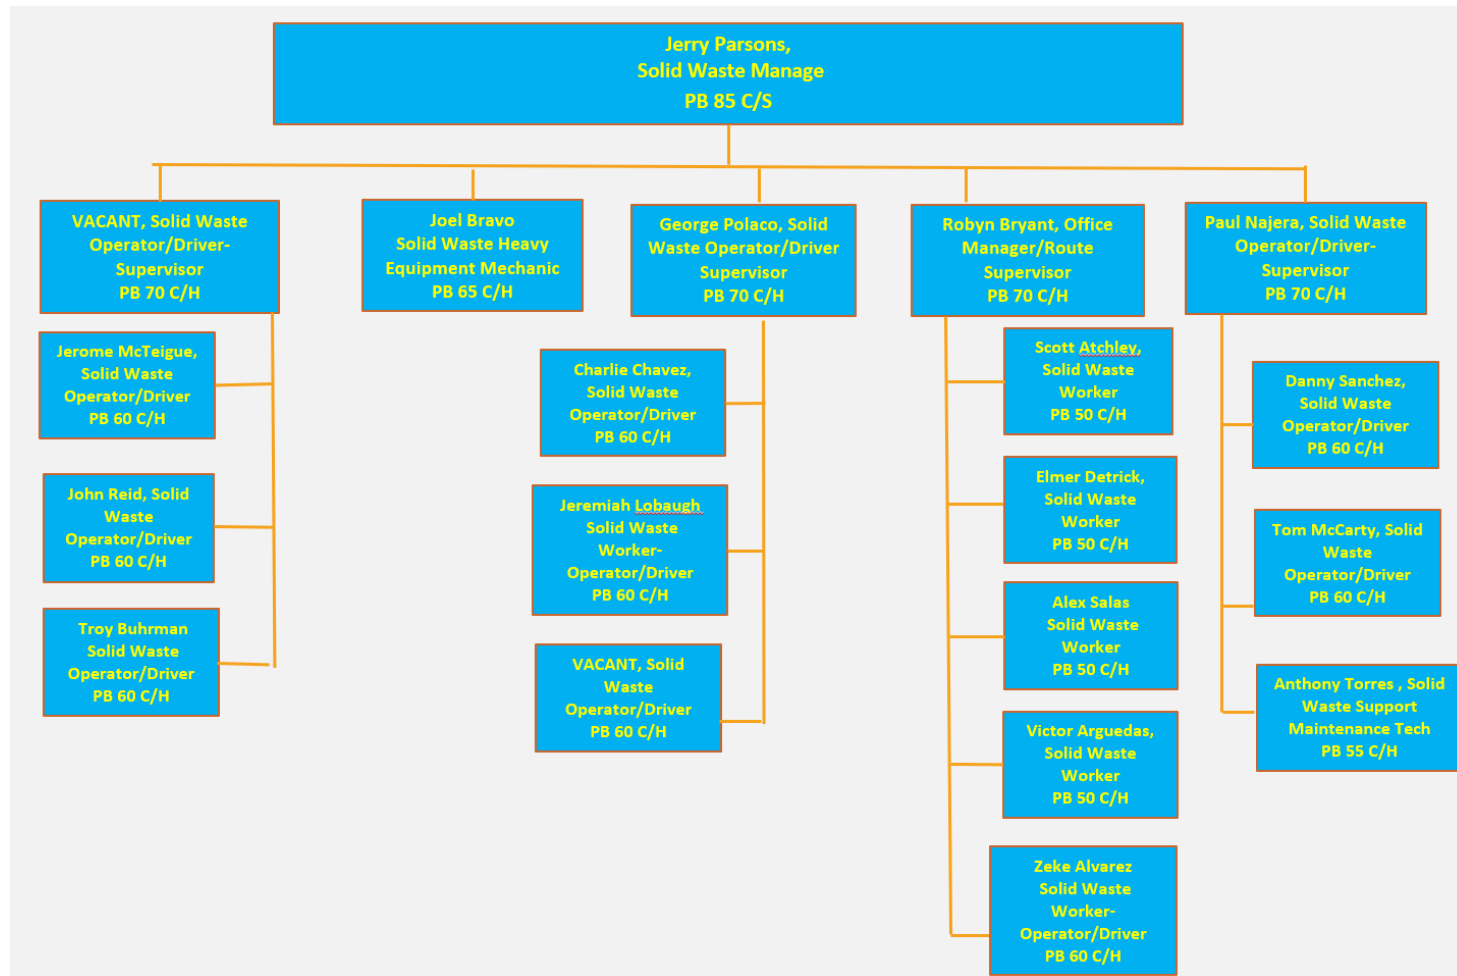 Jerry Parsons,
Solid Waste Manage
PB 85 C/S
VACANT, Solid Waste
Operator/Driver-
Supervisor
PB 70 C/H
Jerome McTeigue,
Solid Waste
Operator/Driver
PB 60 C/H
John Reid, Solid
Waste
Operator/Driver
PB 60 C/H
Troy Buhrman
Solid Waste
Operator/Driver
PB 60 C/H
Joel Bravo
Solid Waste Heavy
Equipment Mechanic
PB 65 C/H
George Polaco, Solid
Waste Operator/Driver
Supervisor
PB 70 C/H
Charlie Chavez,
Solid Waste
Operator/Driver
PB 60 C/H
Jeremiah Lobaugh
Solid Waste
Worker-
Operator/Driver
PB 60 C/H
VACANT, Solid
Waste
Operator/Driver
PB 60 C/H
Robyn Bryant, Office
Manager/Route
Supervisor
PB 70 C/H
Scott Atchley,
Solid Waste
Worker
PB 50 C/H
Elmer Detrick,
Solid Waste
Worker
PB 50 C/H
Alex Salas
Solid Waste
Worker
PB 50 C/H
Victor Arguedas,
Solid Waste
Worker
PB 50 C/H
Zeke Alvarez
Solid Waste
Worker-
Operator/Driver
PB 60 C/H
Paul Najera, Solid Waste
Operator/Driver-
Supervisor
PB 70 C/H
Danny Sanchez,
Solid Waste
Operator/Driver
PB 60 C/H
Tom McCarty, Solid
Waste
Operator/Driver
PB 60 C/H
Anthony Torres , Solid
Waste Support
Maintenance Tech
PB 55 C/H